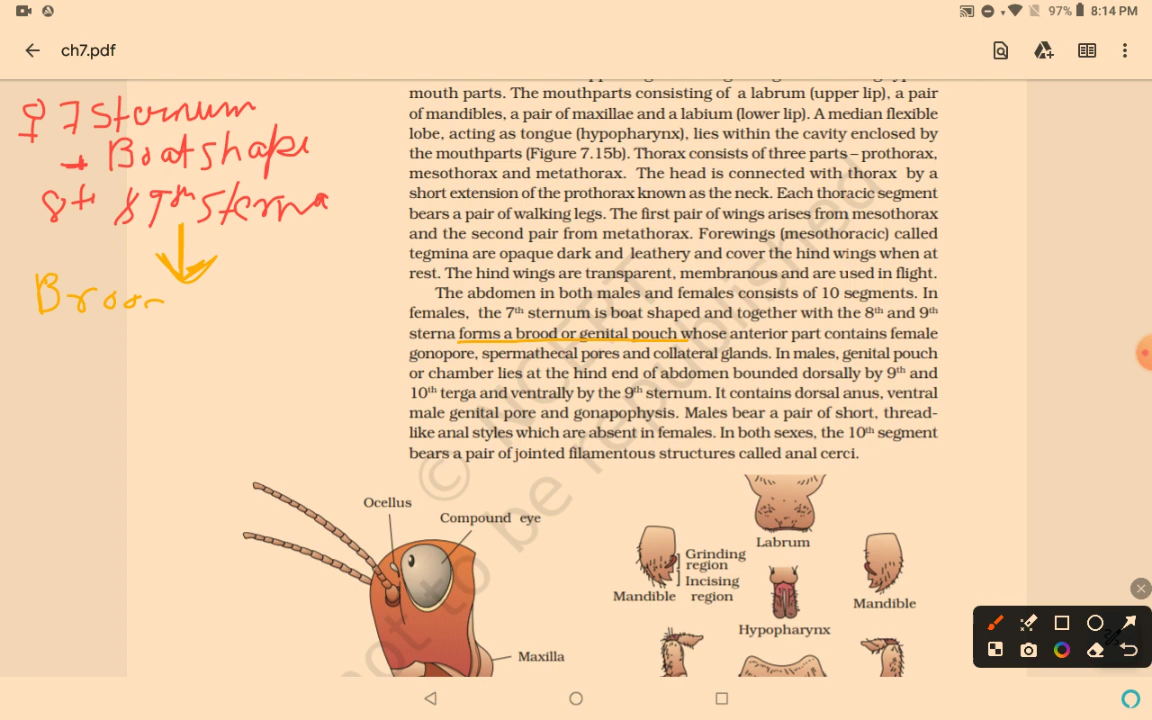 97% 8:14 PM
ch7.pdf
♀ 7 sternum
→ Boatshape
8th & 9th sterna
Broo
mouth parts. The mouthparts consisting of a labrum (upper lip), a pair
of mandibles, a pair of maxillae and a labium (lower lip). A median flexible
lobe, acting as tongue (hypopharynx), lies within the cavity enclosed by
the mouthparts (Figure 7.15b). Thorax consists of three parts – prothorax,
mesothorax and metathorax. The head is connected with thorax by a
short extension of the prothorax known as the neck. Each thoracic segment
bears a pair of walking legs. The first pair of wings arises from mesothorax
and the second pair from metathorax. Forewings (mesothoracic) called
tegmina are opaque dark and leathery and cover the hind wings when at
rest. The hind wings are transparent, membranous and are used in flight.
The abdomen in both males and females consists of 10 segments. In
females, the 7th sternum is boat shaped and together with the 8th and 9th
sterna forms a brood or genital pouch whose anterior part contains female
gonopore, spermathecal pores and collateral glands. In males, genital pouch
or chamber lies at the hind end of abdomen bounded dorsally by 9th and
10th terga and ventrally by the 9th sternum. It contains dorsal anus, ventral
male genital pore and gonapophysis. Males bear a pair of short, thread-
like anal styles which are absent in females. In both sexes, the 10th segment
bears a pair of jointed filamentous structures called anal cerci.
© NCERT
not to be republished
Ocellus
Compound eye
Maxilla
Labrum
Grinding
region
Incising
region
Mandible
Mandible
Hypopharynx